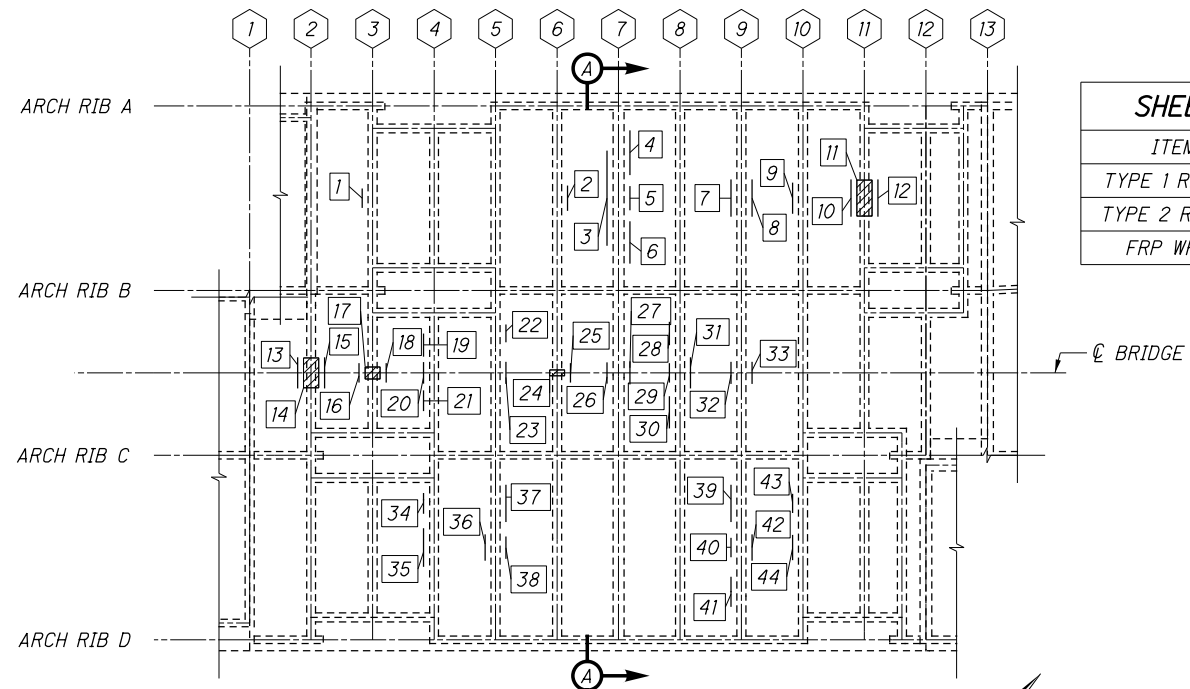 1 2 3 4 5 6 7 8 9 10 11 12 13
A
ARCH RIB A
SHEE
ITEM
TYPE 1 R
TYPE 2 R
FRP WR
1 2 3 4 5 6 7 8 9 10 11 12
ARCH RIB B
13 14 15 16 17 18 19 20 21 22 23 24 25 26 27 28 29 30 31 32 33
℄ BRIDGE
ARCH RIB C
34 35 36 37 38 39 40 41 42 43 44
ARCH RIB D
A